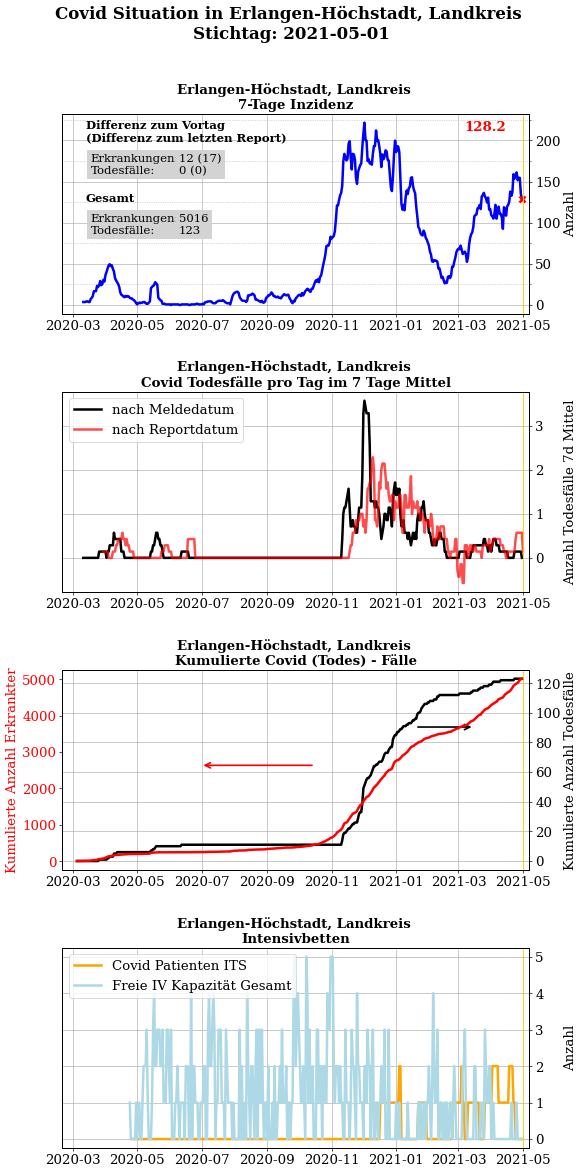 Covid Situation in Erlangen-Höchstadt, Landkreis
Stichtag: 2021-05-01
Erlangen-Höchstadt, Landkreis
7-Tage Inzidenz
Differenz zum Vortag
(Differenz zum letzten Report)
Erkrankungen 12 (17)
Todesfälle: 0 (0)
Gesamt
Erkrankungen 5016
Todesfälle: 123
128.2
200
150
100
50
0
Anzahl
2020-03 2020-05 2020-07 2020-09 2020-11 2021-01 2021-03 2021-05
Erlangen-Höchstadt, Landkreis
Covid Todesfälle pro Tag im 7 Tage Mittel
nach Meldedatum
nach Reportdatum
3
2
1
0
Anzahl Todesfälle 7d Mittel
2020-03 2020-05 2020-07 2020-09 2020-11 2021-01 2021-03 2021-05
Erlangen-Höchstadt, Landkreis
Kumulierte Covid (Todes) - Fälle
Kumulierte Anzahl Erkrankter
5000
4000
3000
2000
1000
0
120
100
80
60
40
20
0
Kumulierte Anzahl Todesfälle
2020-03 2020-05 2020-07 2020-09 2020-11 2021-01 2021-03 2021-05
Erlangen-Höchstadt, Landkreis
Intensivbetten
Covid Patienten ITS
Freie IV Kapazität Gesamt
5
4
3
2
1
0
Anzahl
2020-03 2020-05 2020-07 2020-09 2020-11 2021-01 2021-03 2021-05